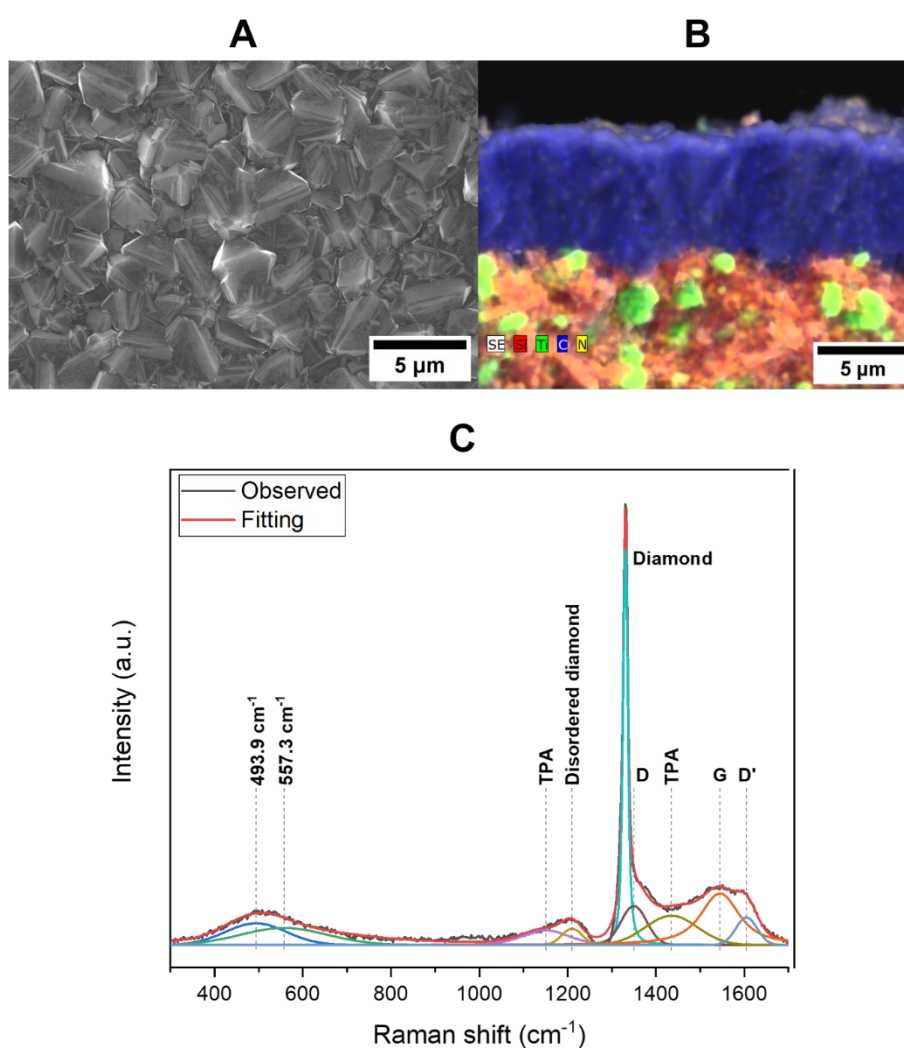 A
B
5 µm
SE Si Ti C N
5 µm
C
Observed
Fitting
Diamond
Disordered diamond
493.9 cm⁻¹
557.3 cm⁻¹
TPA
D
TPA
G
D'
Intensity (a.u.)
400 600 800 1000 1200 1400 1600
Raman shift (cm⁻¹)